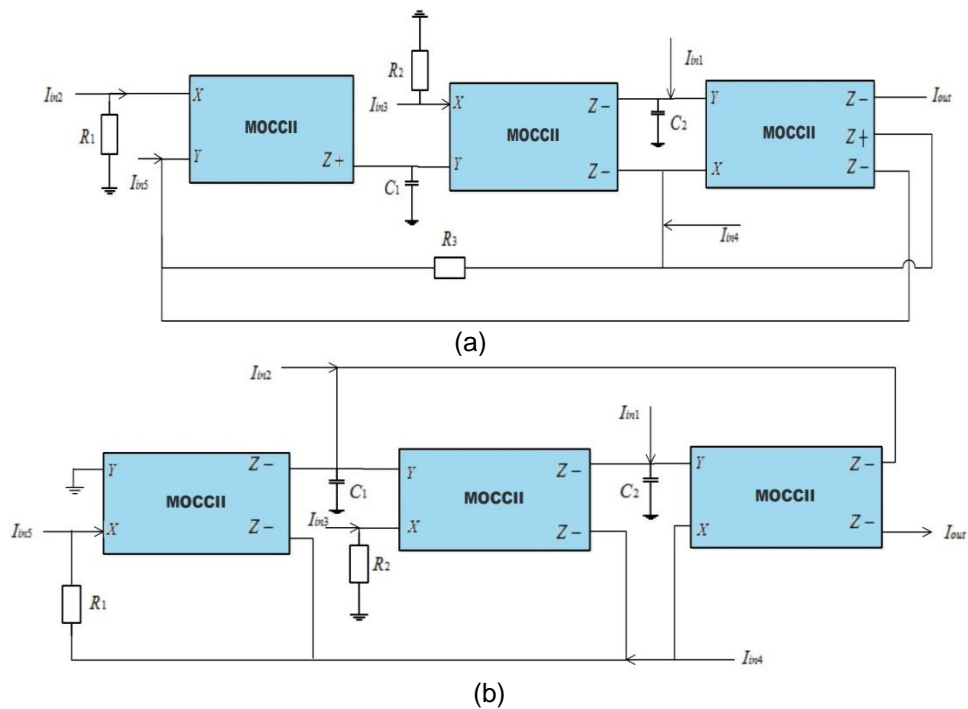 R2
Iin1
Iin2
X
Iin3
X
Z−
Y
Z−
Iout
R1
MOCCII
MOCCII
C2
MOCCII
Z+
Y
Z+
Y
Z−
X
Z−
Iin5
C1
Iin4
R3
(a)
Iin2
Iin1
Y
Z−
Y
Z−
Y
Z−
MOCCII
C1
MOCCII
C2
MOCCII
Iin5
X
Z−
Iin3
X
Z−
X
Z−
Iout
R1
R2
Iin4
(b)